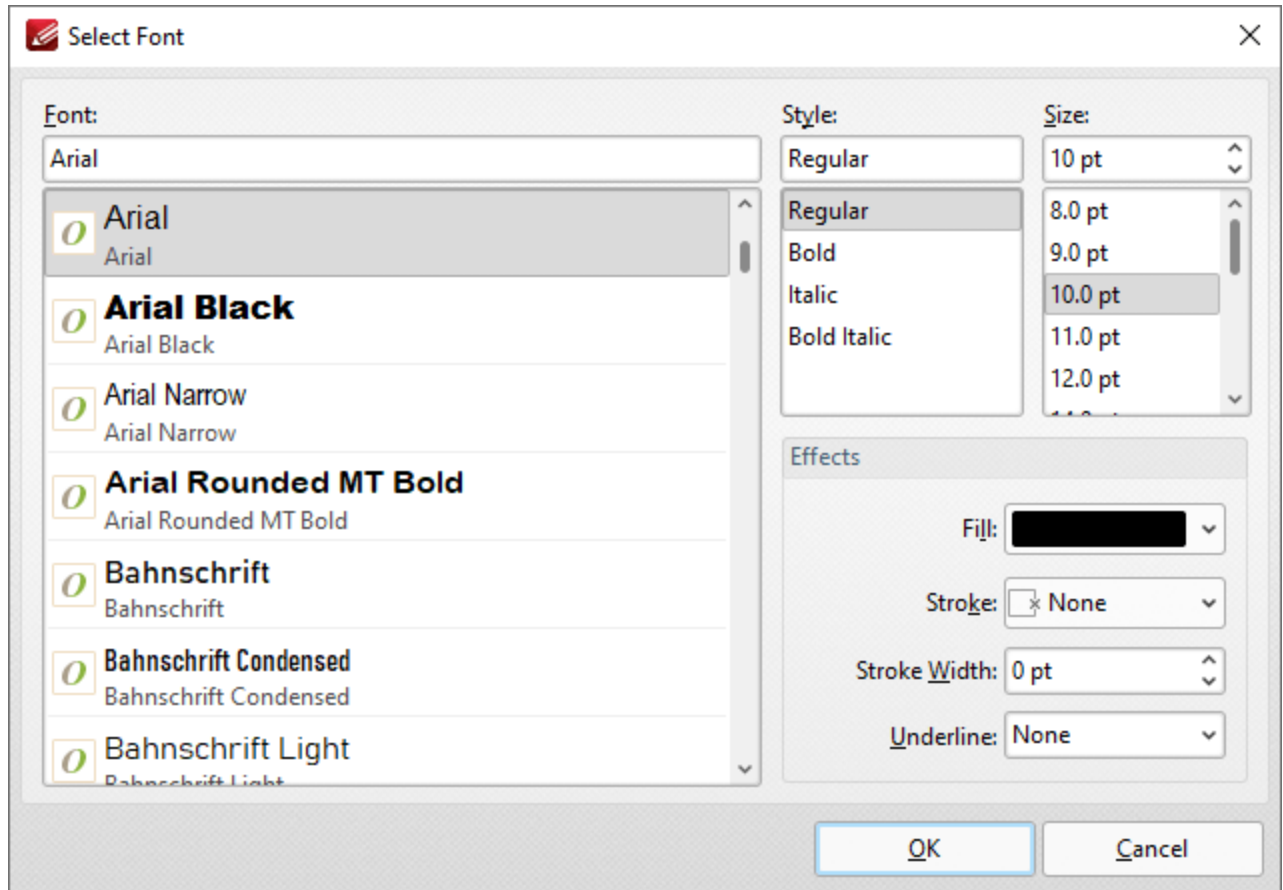 Select Font
Font:
Arial
Arial
Arial
Arial Black
Arial Black
Arial Narrow
Arial Narrow
Arial Rounded MT Bold
Arial Rounded MT Bold
Bahnschrift
Bahnschrift
Bahnschrift Condensed
Bahnschrift Condensed
Bahnschrift Light
Bahnschrift Light
Style:
Regular
Regular
Bold
Italic
Bold Italic
Size:
10 pt
8.0 pt
9.0 pt
10.0 pt
11.0 pt
12.0 pt
Effects
Fill:
Stroke: None
Stroke Width: 0 pt
Underline: None
OK
Cancel